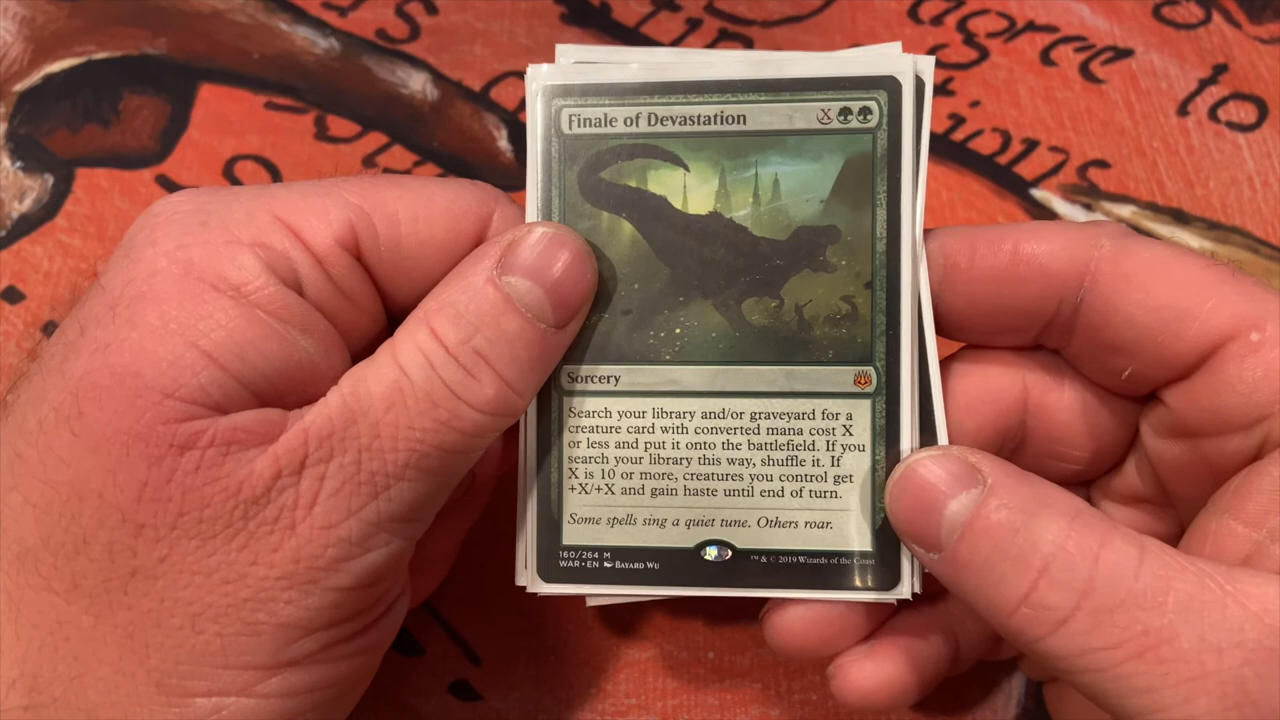 agree to
Finale of Devastation X
Sorcery
Search your library and/or graveyard for a
creature card with converted mana cost X
or less and put it onto the battlefield. If you
search your library this way, shuffle it. If
X is 10 or more, creatures you control get
+X/+X and gain haste until end of turn.
Some spells sing a quiet tune. Others roar.
160/264 M
WAR • EN BAYARD WU
™ & © 2019 Wizards of the Coast